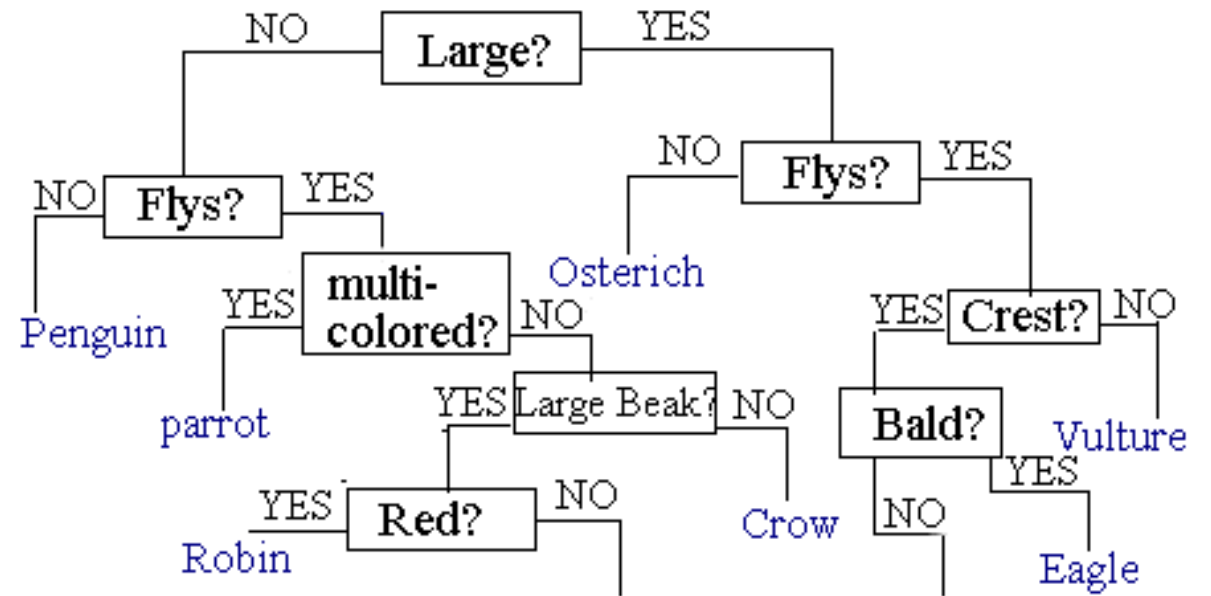 NO
Large?
YES
NO
Flys?
YES
NO
Flys?
YES
Osterich
multi-
colored?
YES
NO
YES
Crest?
NO
Penguin
parrot
YES
Large Beak?
NO
Bald?
Vulture
YES
YES
Red?
NO
Crow
NO
Robin
Eagle